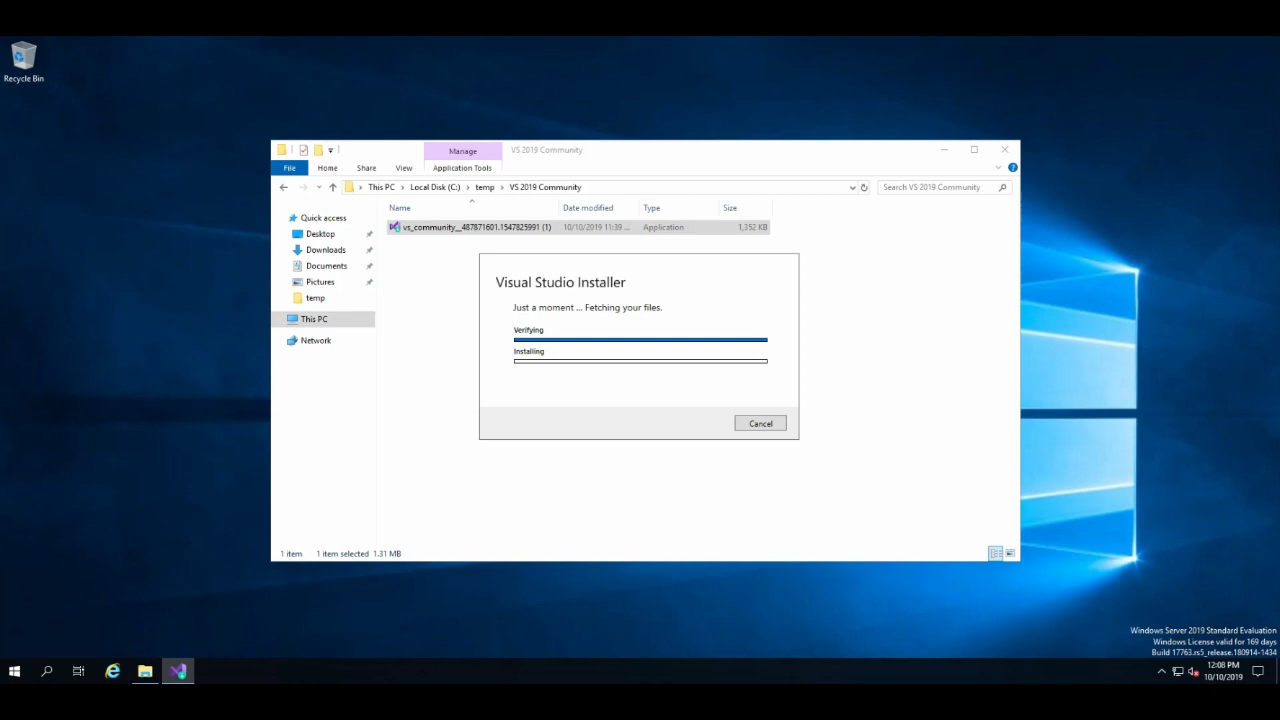 Recycle Bin
Manage
VS 2019 Community
File
Home
Share
View
Application Tools
This PC
Local Disk (C:)
temp
VS 2019 Community
Search VS 2019 Community
Name
Date modified
Type
Size
vs_community__487871601.1547825991 (1)
10/10/2019 11:39 ...
Application
1,352 KB
Quick access
Desktop
Downloads
Documents
Pictures
temp
This PC
Network
Visual Studio Installer
Just a moment ... Fetching your files.
Verifying
Installing
Cancel
1 item
1 item selected 1.31 MB
Windows Server 2019 Standard Evaluation
Windows License valid for 169 days
Build 17763.rs5_release.180914-1434
12:08 PM
10/10/2019